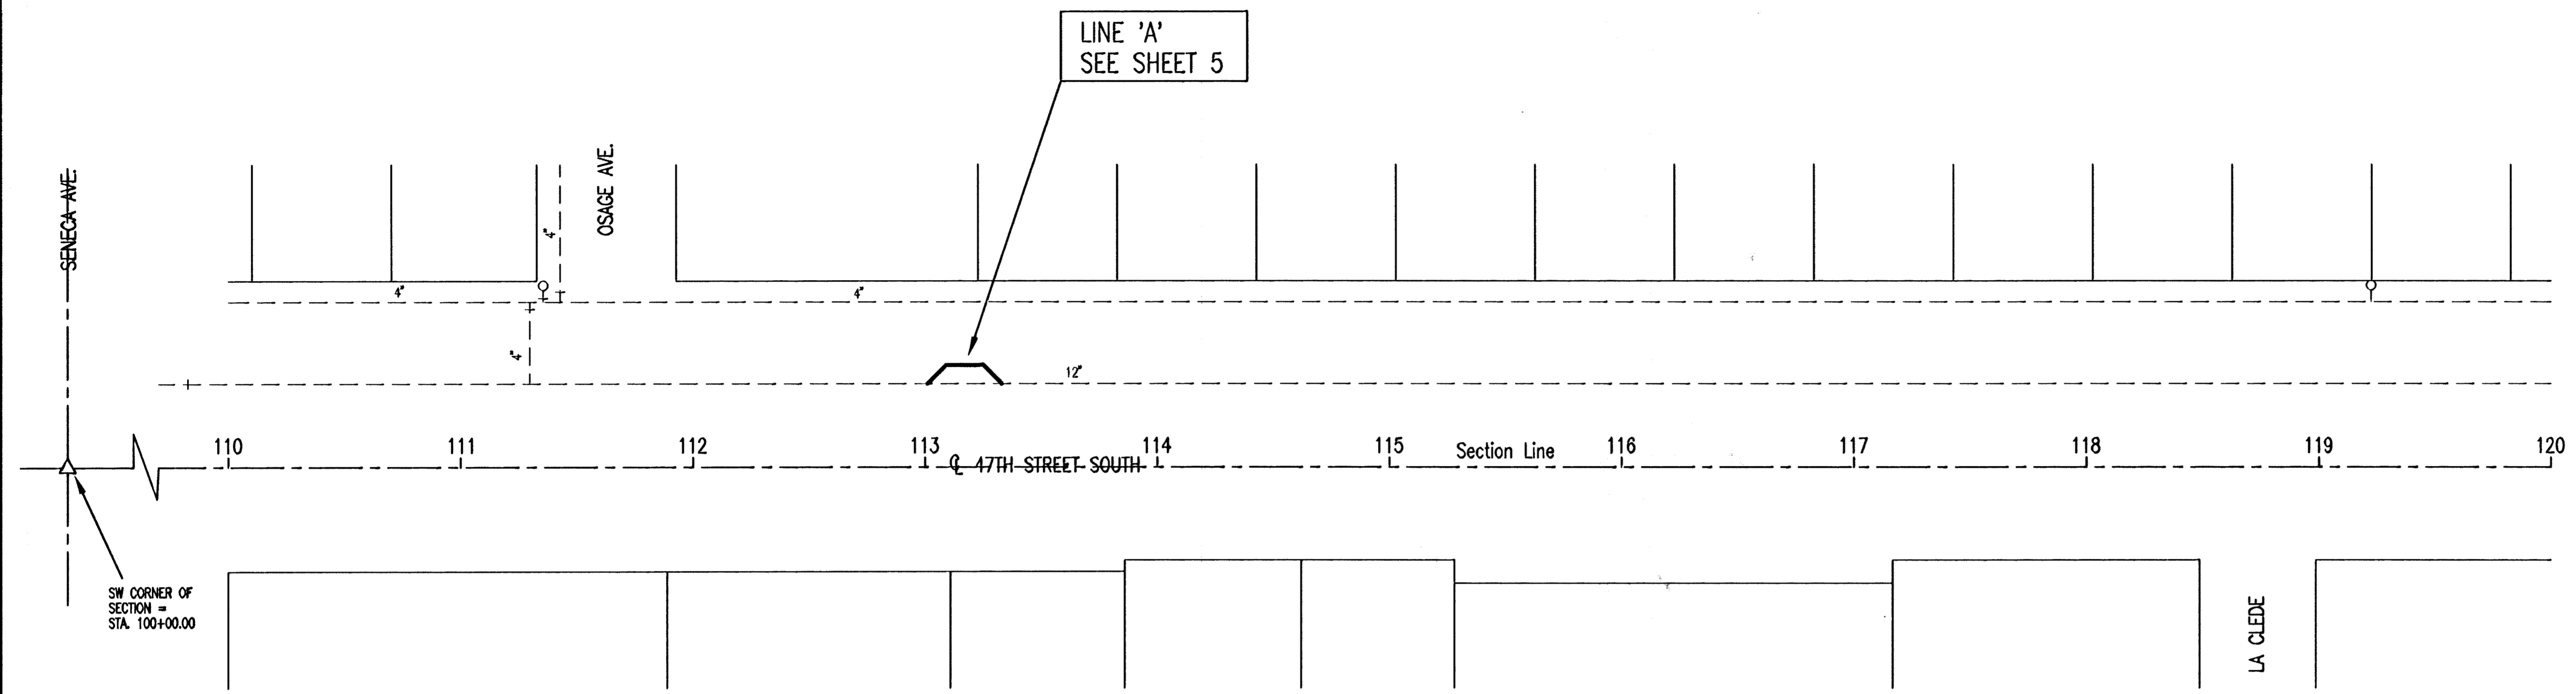 LINE 'A'
SEE SHEET 5
SENECA AVE.
OSAGE AVE.
4"
4"
4"
4"
12"
110
111
112
113
114
115
Section Line
116
117
118
119
120
℄ 47TH STREET SOUTH
SW CORNER OF
SECTION =
STA. 100+00.00
LA CLEDE